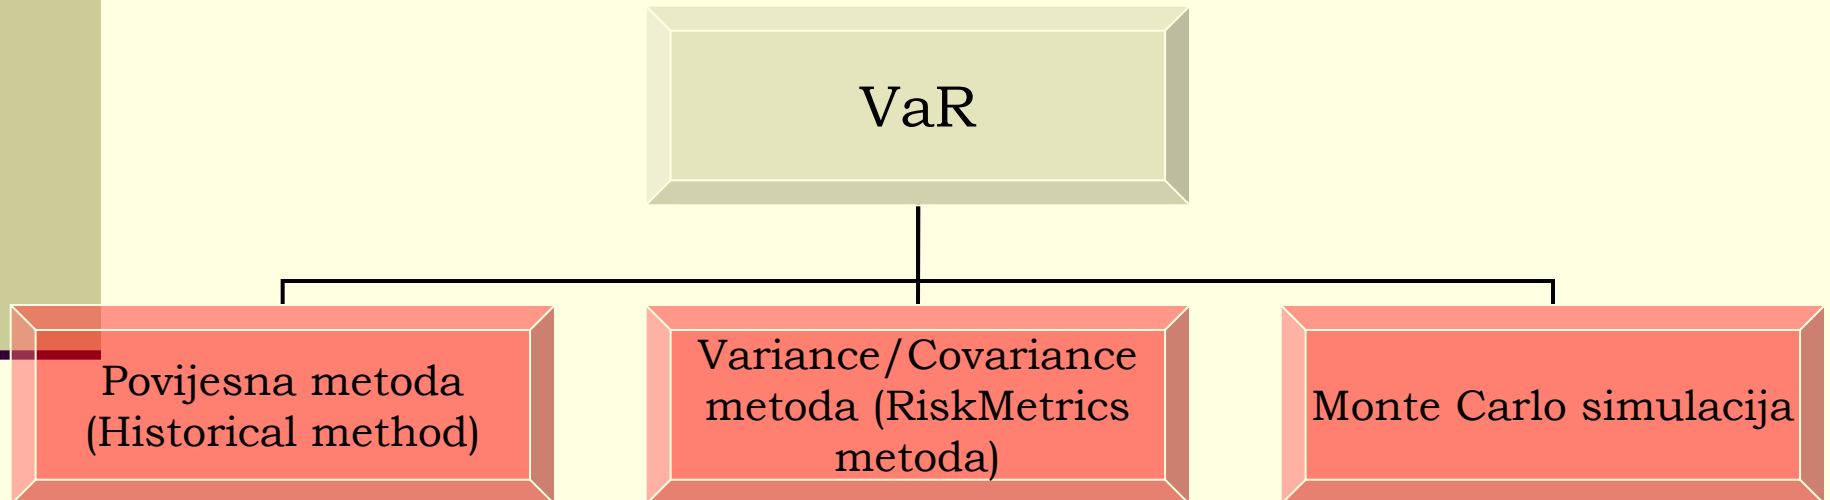 VaR
Povijesna metoda
(Historical method)
Variance/Covariance
metoda (RiskMetrics
metoda)
Monte Carlo simulacija